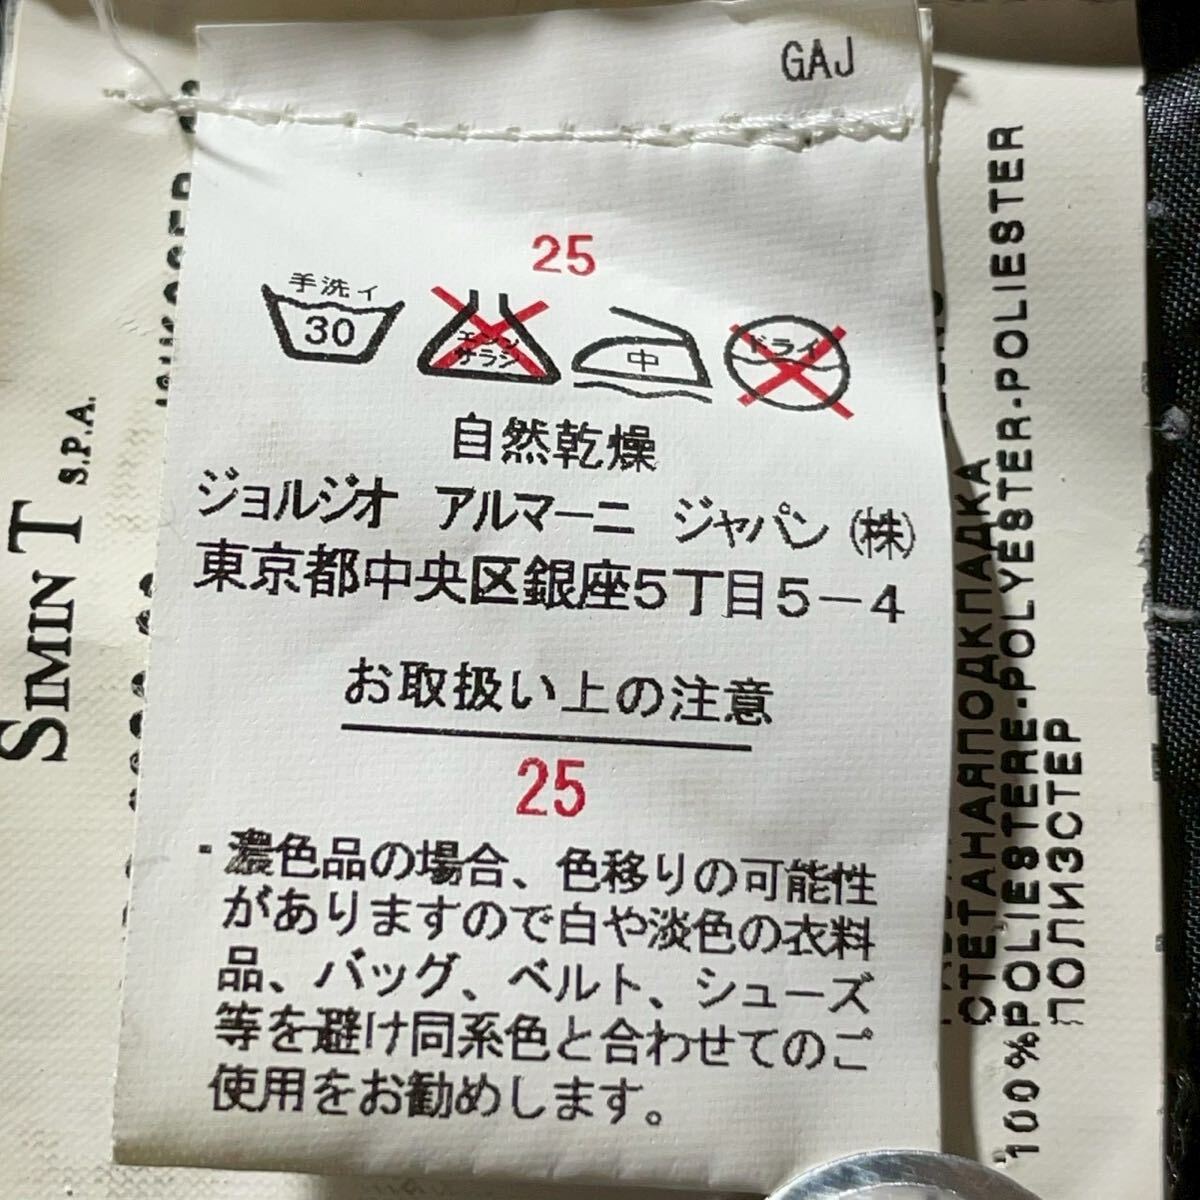 GAJ
25
手洗イ
30
エンソ
サラシ
中
ドライ
自然乾燥
ジョルジオ アルマーニ ジャパン(株)
東京都中央区銀座5丁目5-4
お取扱い上の注意
25
・濃色品の場合、色移りの可能性
がありますので白や淡色の衣料
品、バッグ、ベルト、シューズ
等を避け同系色と合わせてのご
使用をお勧めします。
SIMINT S.P.A.
СТЕТАНАЯПОДКЛАДКА
100%POLIESTERE-POLYESTER-POLIESTER
ПОЛИЭСТЕР